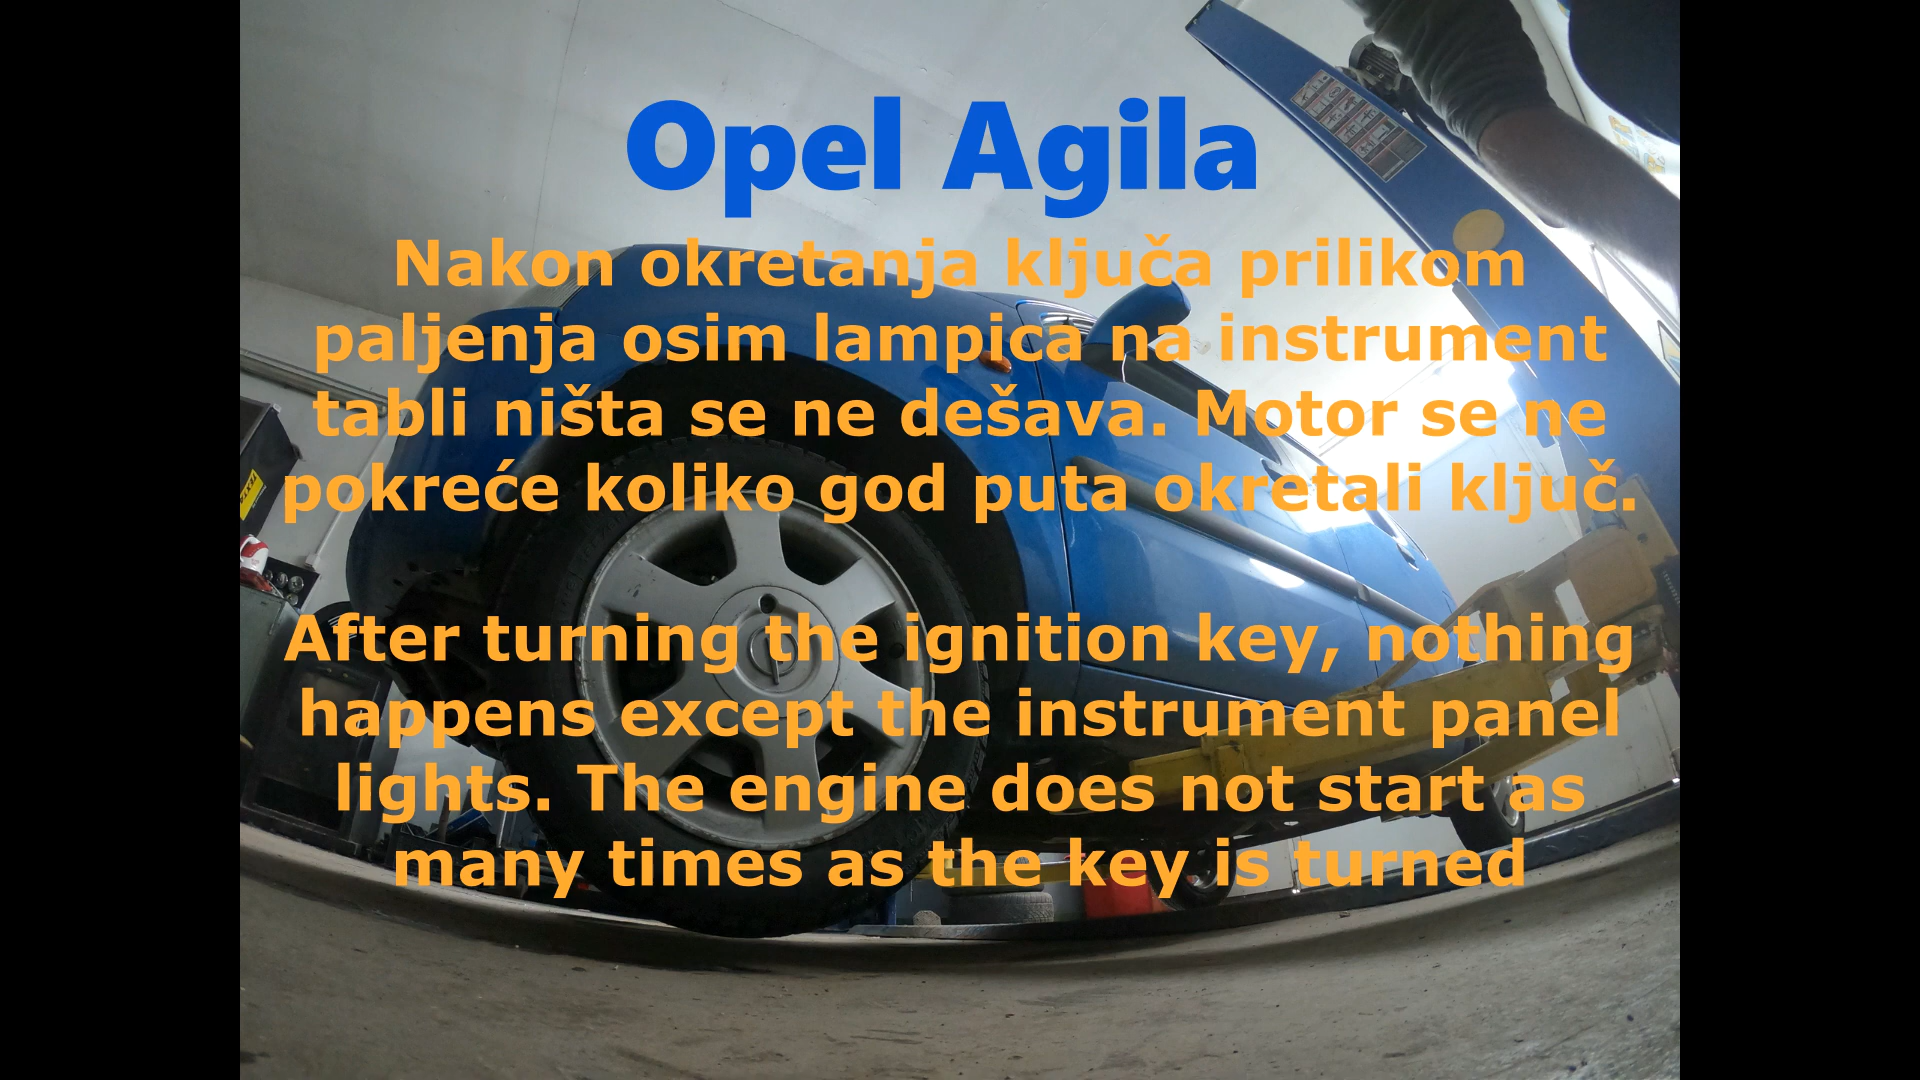 Opel Agila
Nakon okretanja ključa prilikom
paljenja osim lampica na instrument
tabli ništa se ne dešava. Motor se ne
pokreće koliko god puta okretali ključ.
After turning the ignition key, nothing
happens except the instrument panel
lights. The engine does not start as
many times as the key is turned